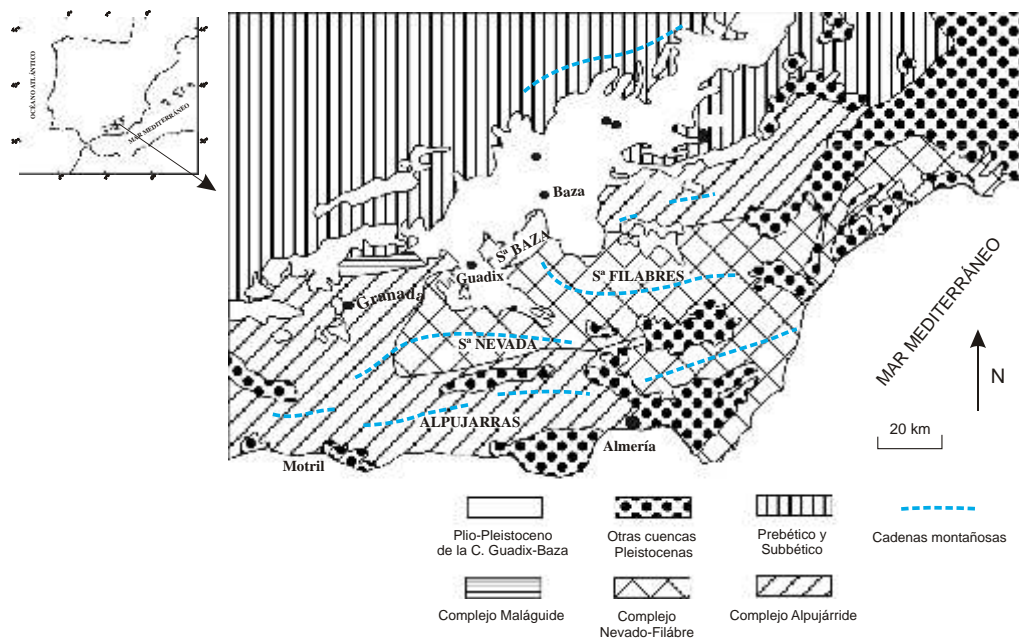 OCÉANO ATLÁNTICO
MAR MEDITERRÁNEO
Baza
Sª BAZA
Guadix
Sª FILABRES
Granada
Sª NEVADA
ALPUJARRAS
Motril
Almería
MAR MEDITERRÁNEO
N
20 km
Plio-Pleistoceno
de la C. Guadix-Baza
Otras cuencas
Pleistocenas
Prebético y
Subbético
Cadenas montañosas
Complejo Maláguide
Complejo
Nevado-Filábre
Complejo Alpujárride